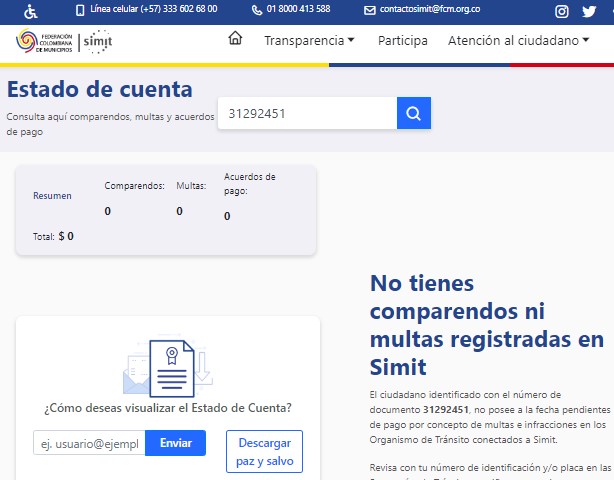 Línea celular (+57) 333 602 68 00 01 8000 413 588 contactosimit@fcm.org.co
FEDERACIÓN
COLOMBIANA
DE MUNICIPIOS
simit
Transparencia Participa Atención al ciudadano
Estado de cuenta
Consulta aquí comparendos, multas y acuerdos
de pago
31292451
Resumen
Comparendos:
0
Multas:
0
Acuerdos de
pago:
0
Total: $ 0
No tienes
comparendos ni
multas registradas en
Simit
El ciudadano identificado con el número de
documento 31292451, no posee a la fecha pendientes
de pago por concepto de multas e infracciones en los
Organismo de Tránsito conectados a Simit.
Revisa con tu número de identificación y/o placa en las
¿Cómo deseas visualizar el Estado de Cuenta?
ej. usuario@ejempl
Enviar
Descargar
paz y salvo